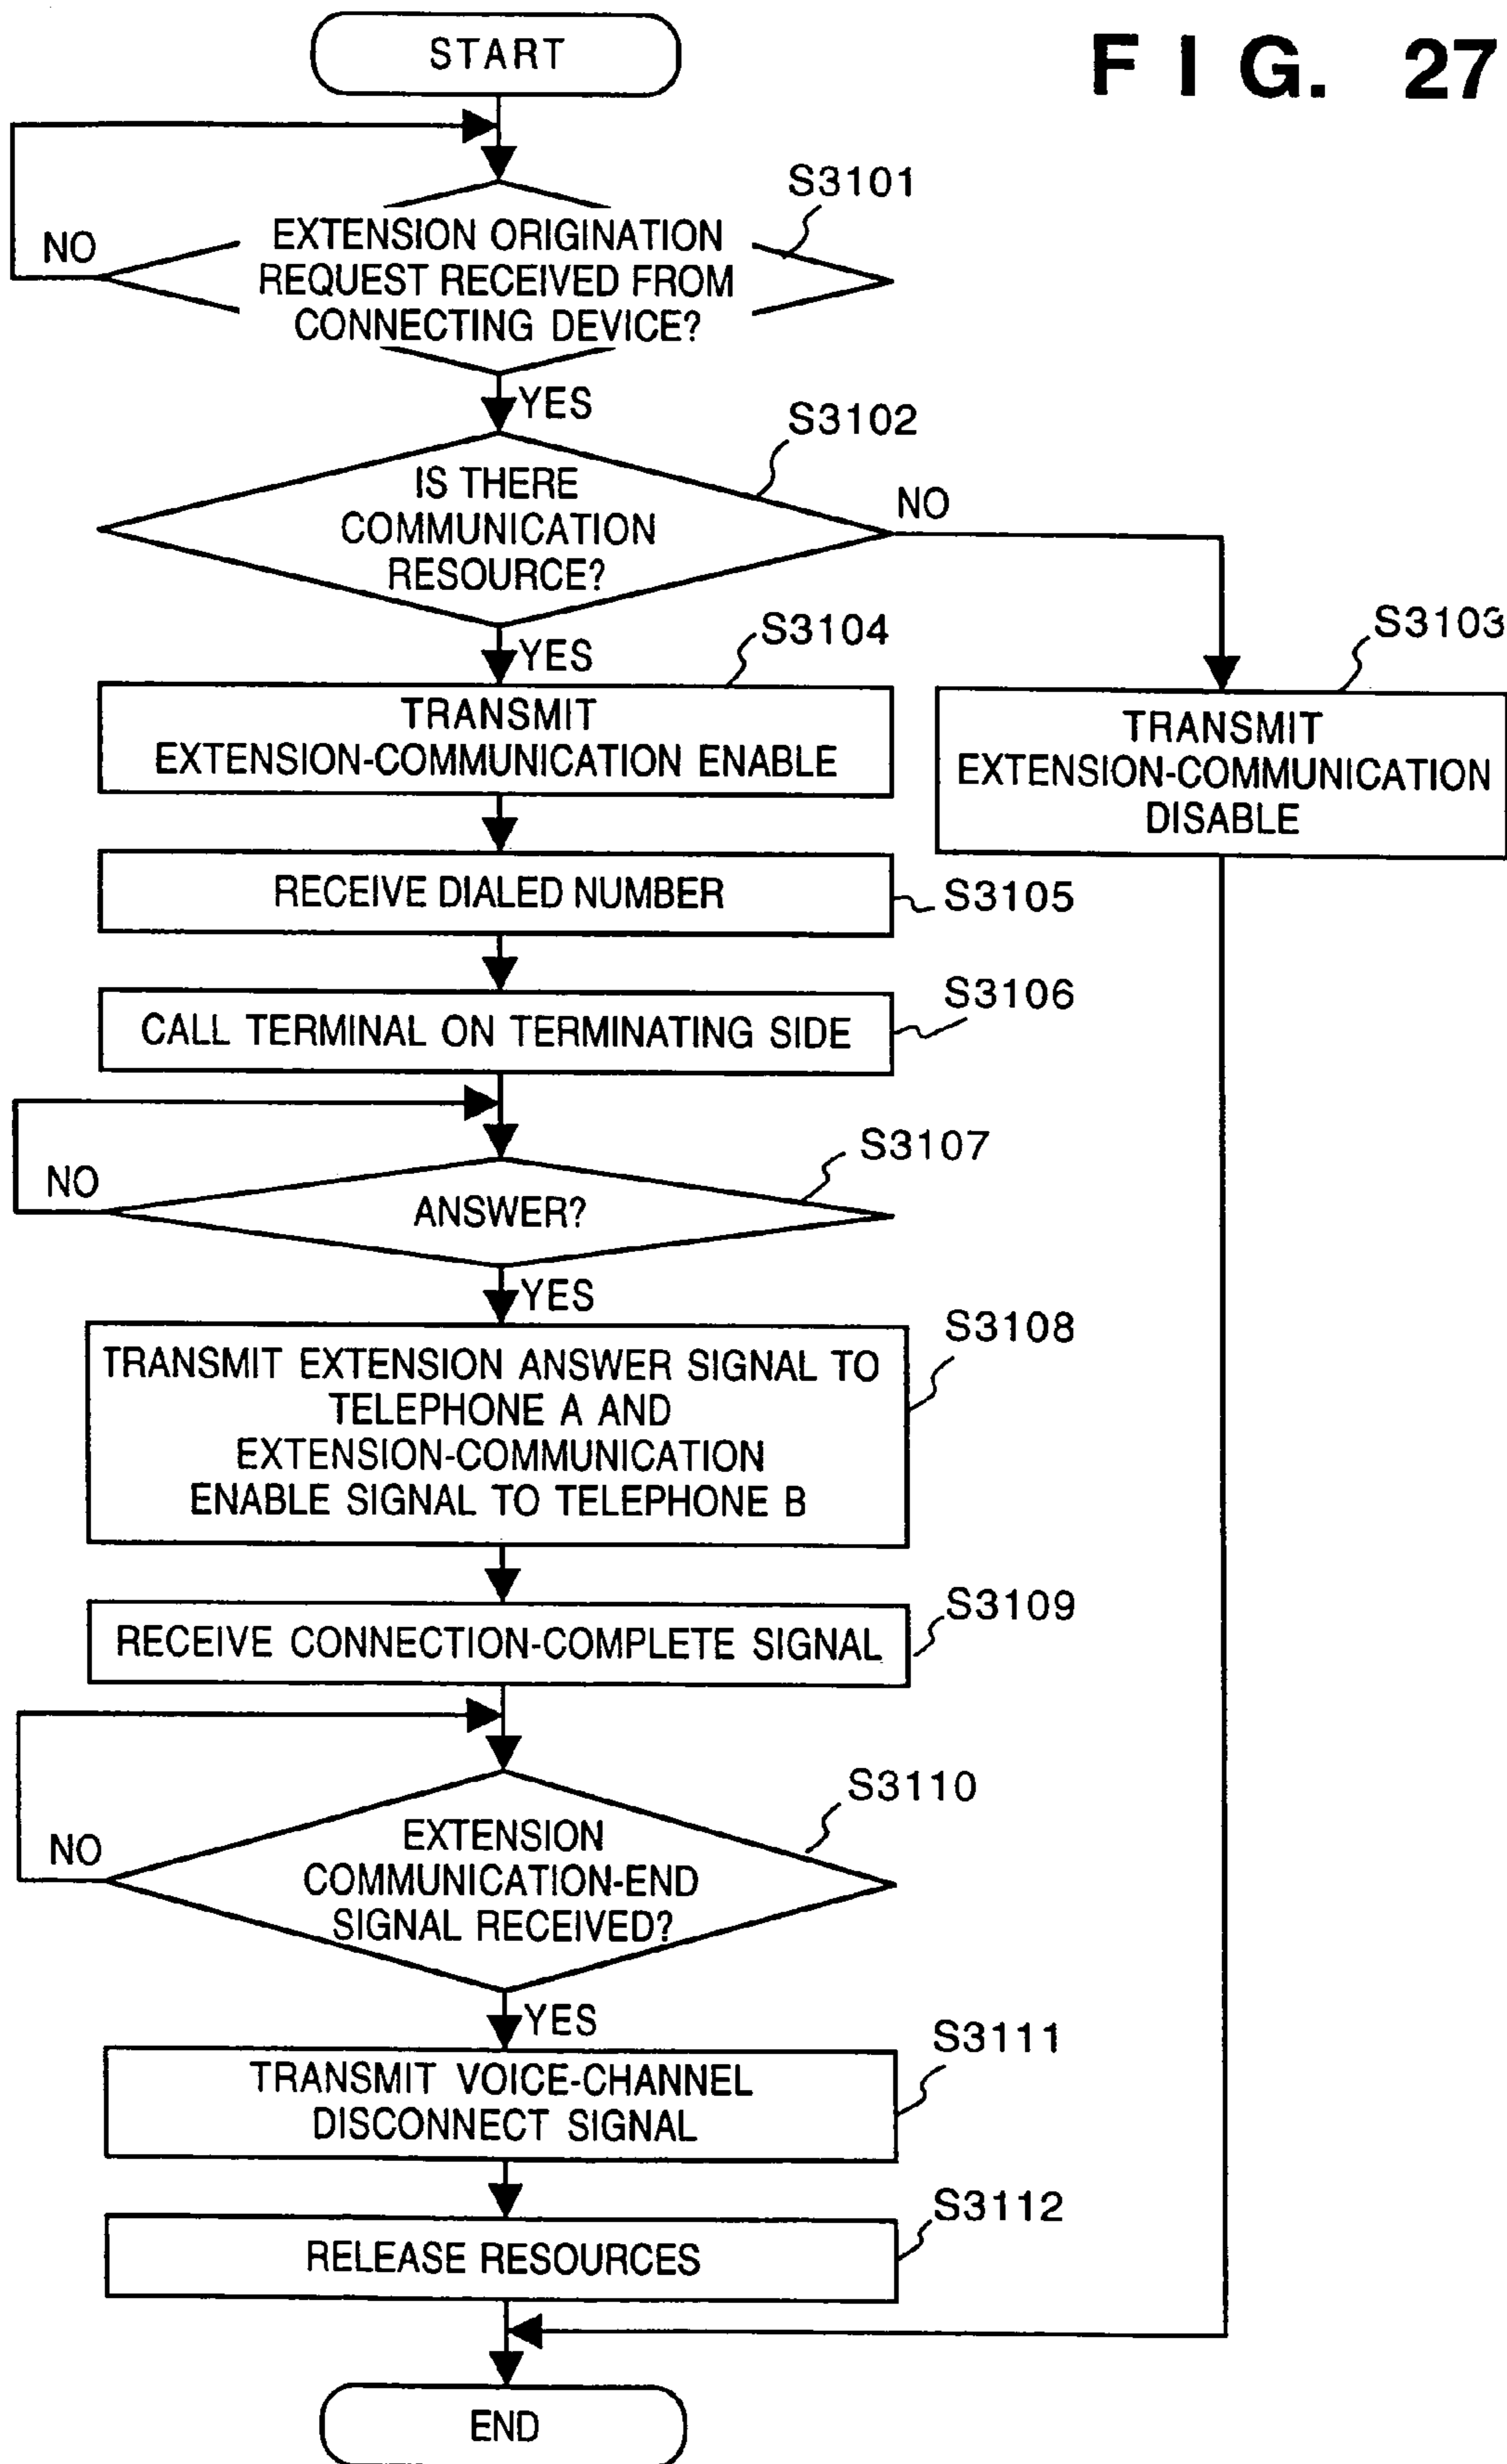 START
FIG. 27
S3101
EXTENSION ORIGINATION
REQUEST RECEIVED FROM
CONNECTING DEVICE?
NO
YES
S3102
IS THERE
COMMUNICATION
RESOURCE?
NO
YES
S3104
S3103
TRANSMIT
EXTENSION-COMMUNICATION ENABLE
TRANSMIT
EXTENSION-COMMUNICATION
DISABLE
RECEIVE DIALED NUMBER
S3105
S3106
CALL TERMINAL ON TERMINATING SIDE
S3107
NO
ANSWER?
YES
S3108
TRANSMIT EXTENSION ANSWER SIGNAL TO
TELEPHONE A AND
EXTENSION-COMMUNICATION
ENABLE SIGNAL TO TELEPHONE B
S3109
RECEIVE CONNECTION-COMPLETE SIGNAL
S3110
NO
EXTENSION
COMMUNICATION-END
SIGNAL RECEIVED?
YES
S3111
TRANSMIT VOICE-CHANNEL
DISCONNECT SIGNAL
S3112
RELEASE RESOURCES
END